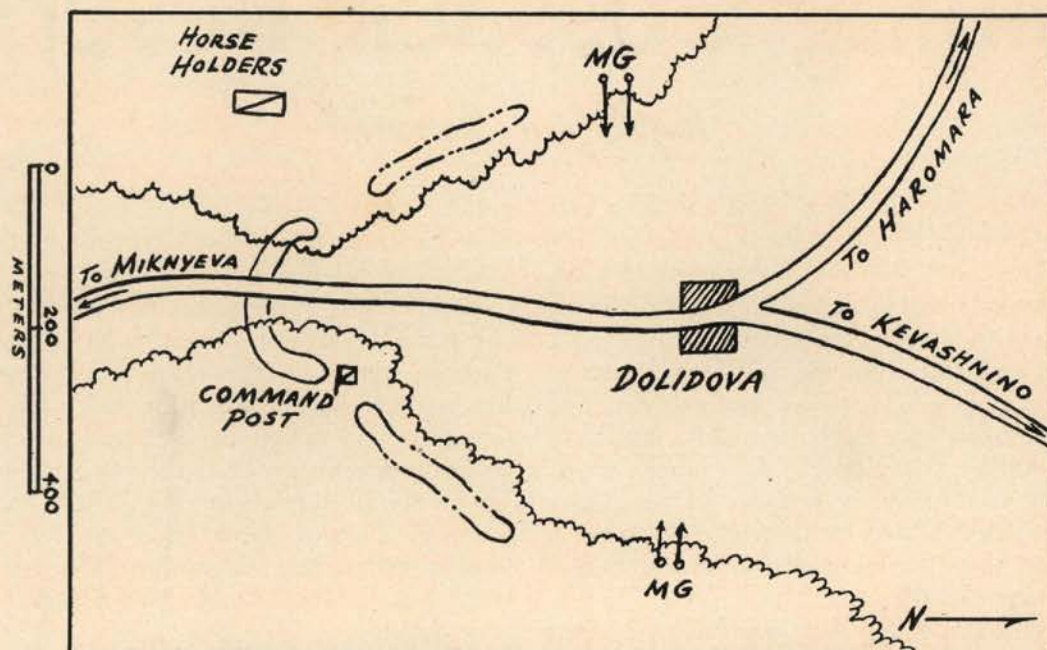 HORSE
HOLDERS
MG
TO HAROMARA
0
200
400
METERS
TO MIKNYEVA
TO KEVASHNINO
DOLIDOVA
COMMAND
POST
MG
N